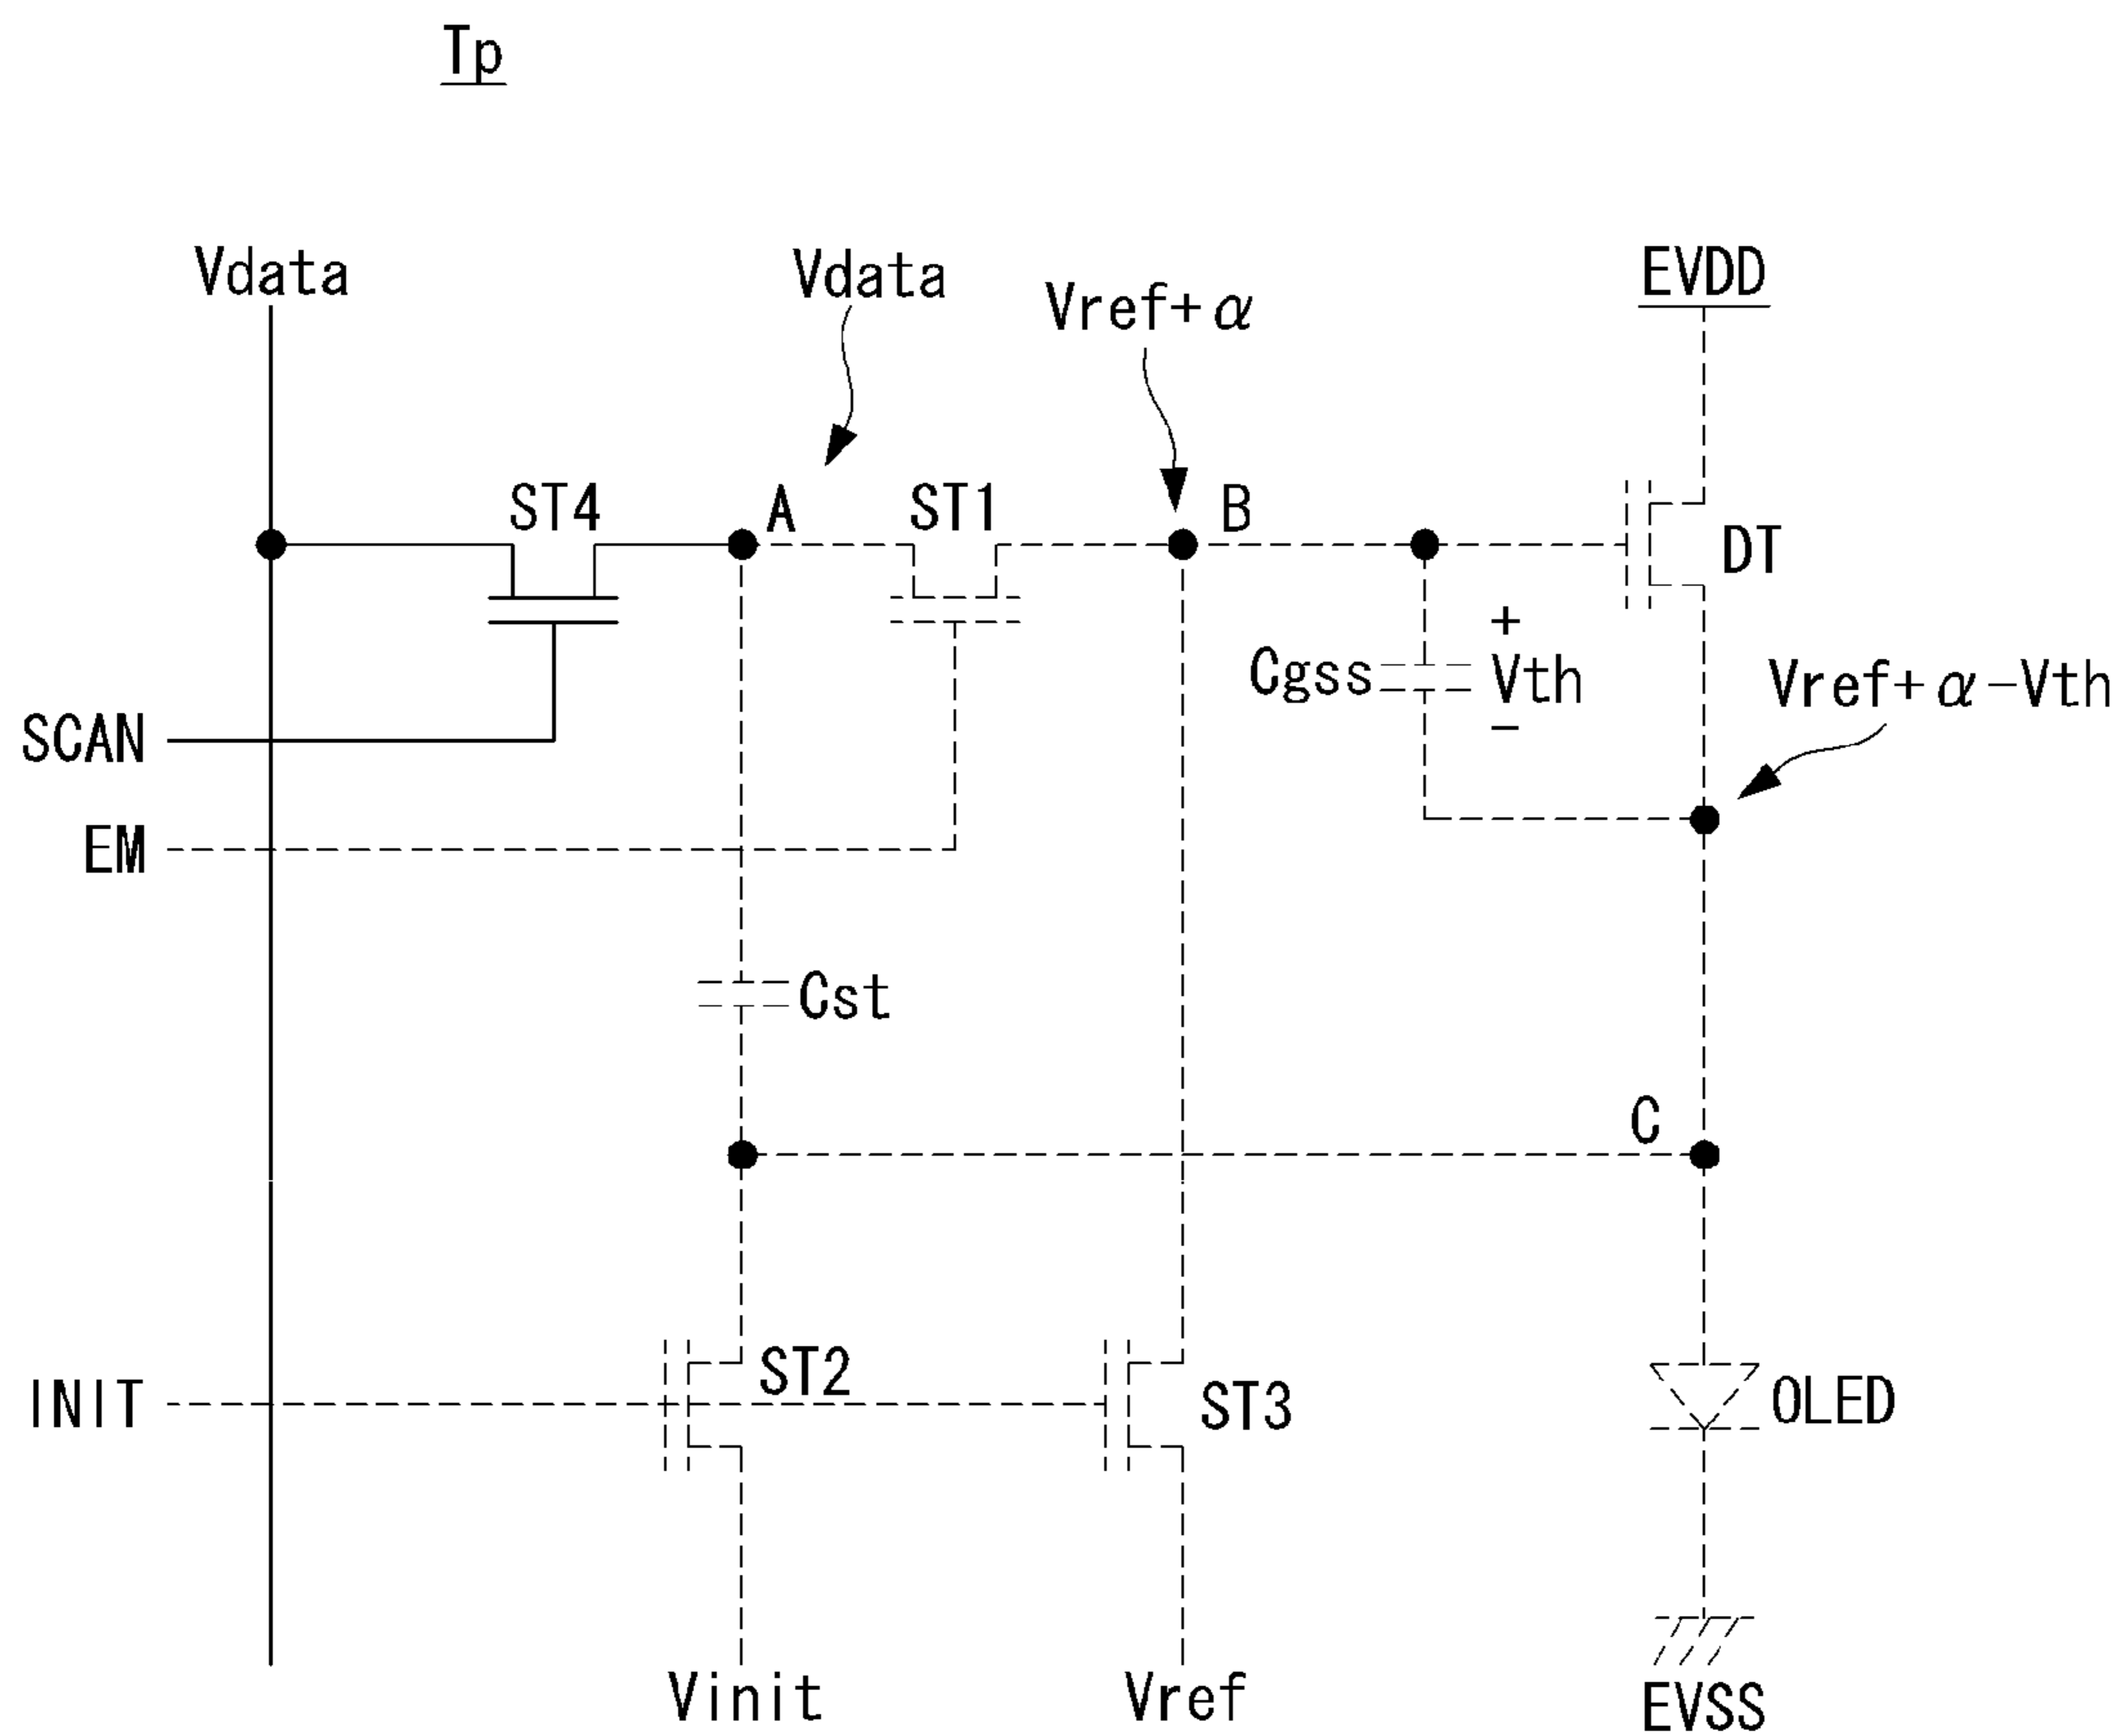 Tp
Vdata
Vdata
Vref+α
EVDD
ST4
A
ST1
B
DT
+
Cgss
Vth
−
Vref+α−Vth
SCAN
EM
Cst
C
INIT
ST2
ST3
OLED
Vinit
Vref
EVSS